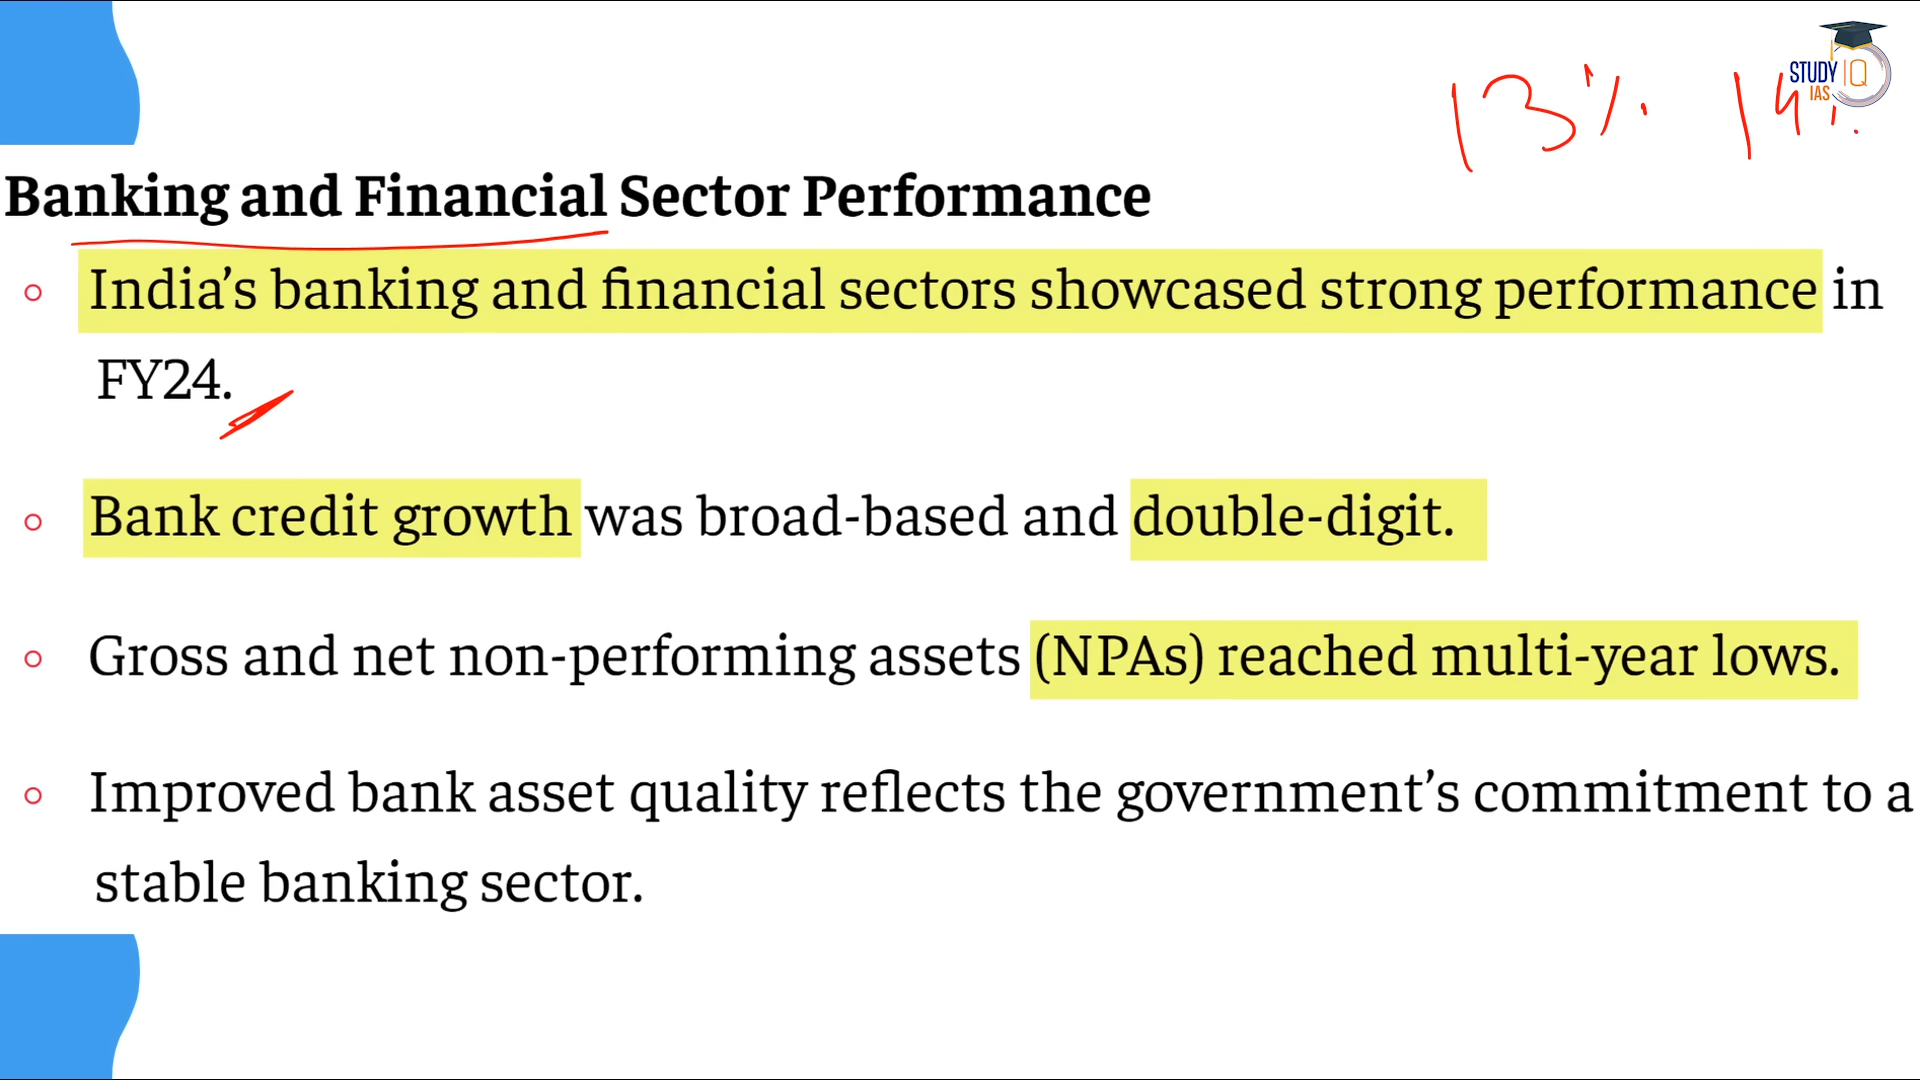 13% 14%.
STUDY IQ
IAS
Banking and Financial Sector Performance
India’s banking and financial sectors showcased strong performance in
FY24.
Bank credit growth was broad-based and double-digit.
Gross and net non-performing assets (NPAs) reached multi-year lows.
Improved bank asset quality reflects the government’s commitment to a
stable banking sector.